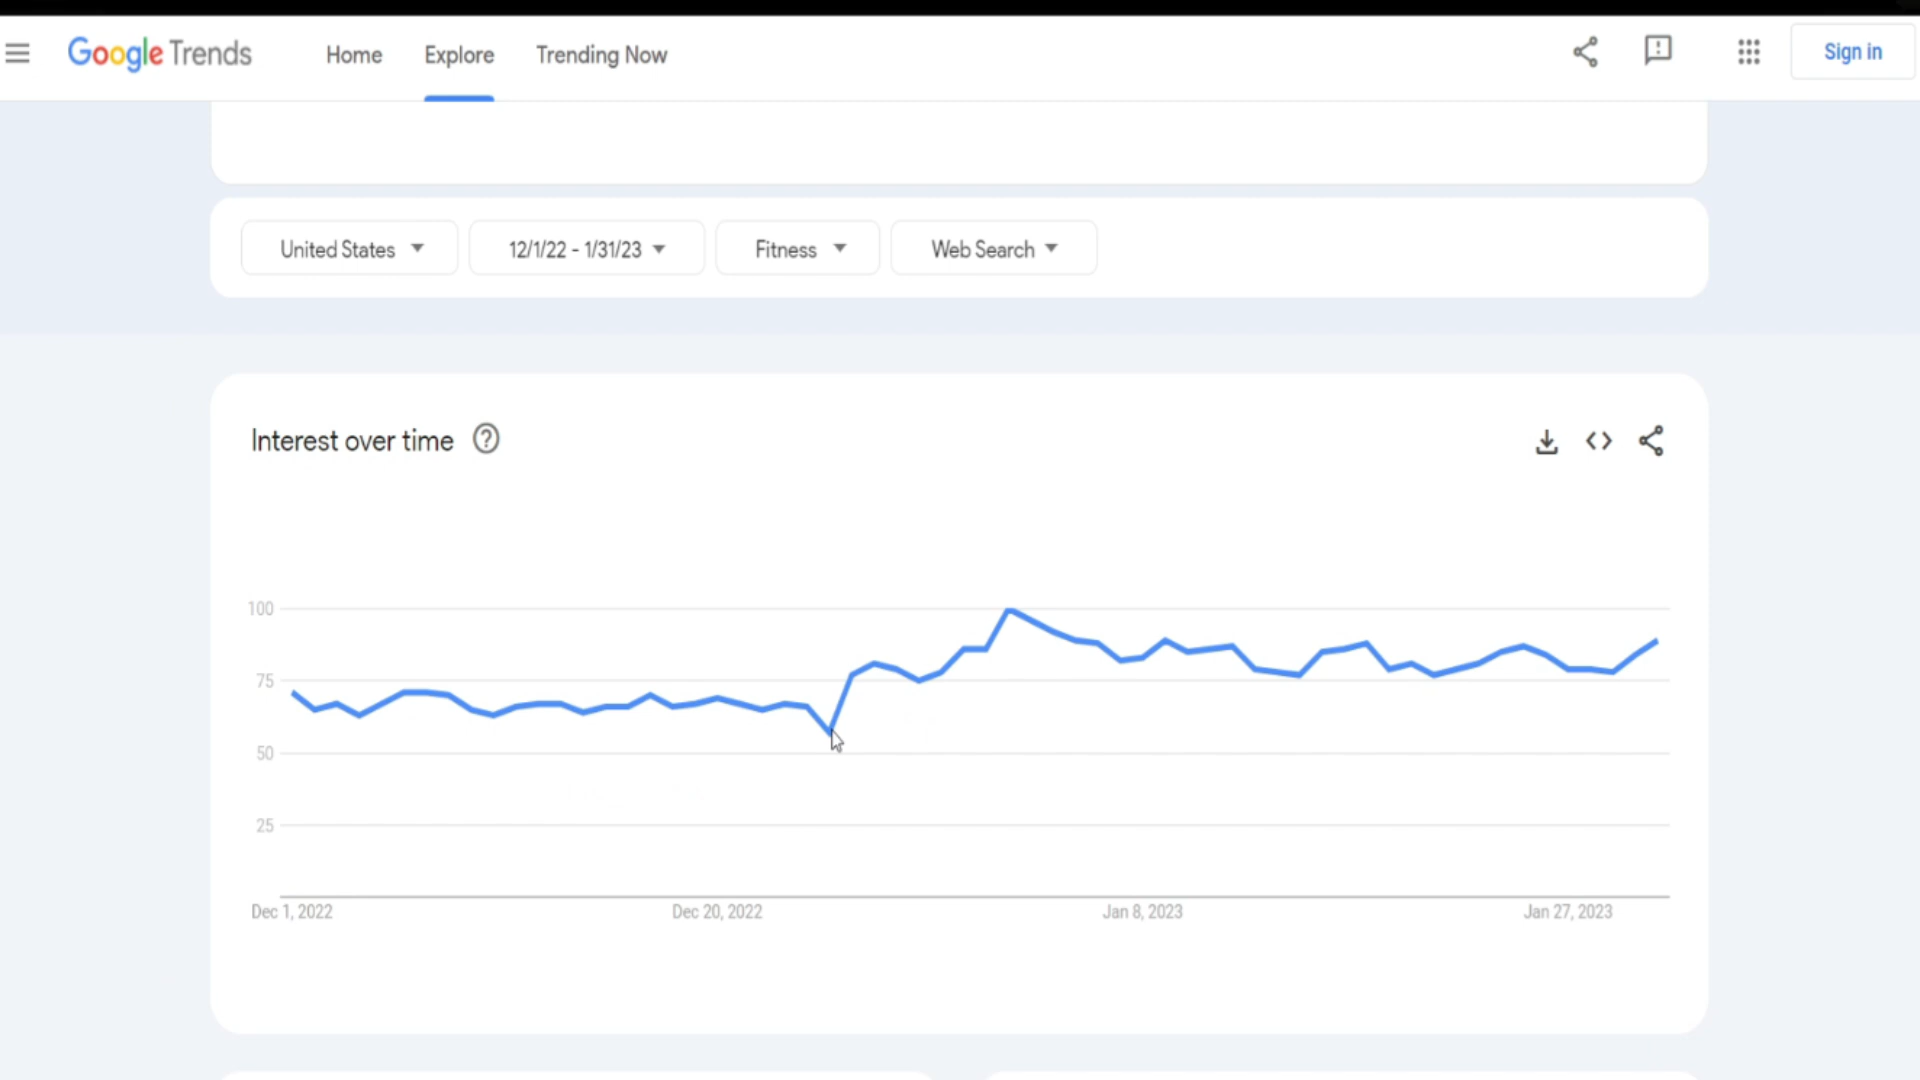 Google Trends Home Explore Trending Now Sign in
United States 12/1/22 - 1/31/23 Fitness Web Search
Interest over time
100
75
50
25
Dec 1, 2022 Dec 20, 2022 Jan 8, 2023 Jan 27, 2023